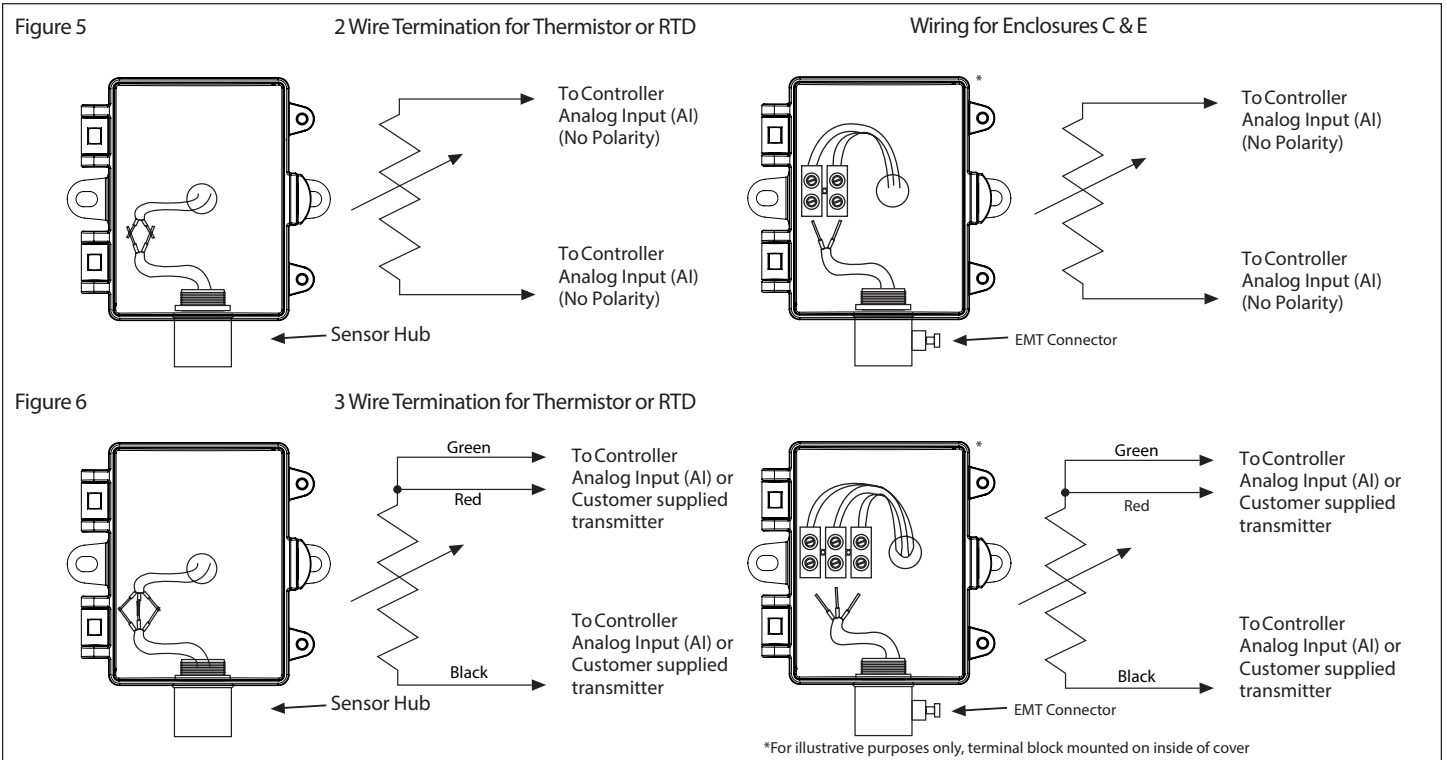 Figure 5
2 Wire Termination for Thermistor or RTD
Wiring for Enclosures C & E
To Controller
Analog Input (AI)
(No Polarity)
To Controller
Analog Input (AI)
(No Polarity)
Sensor Hub
*
To Controller
Analog Input (AI)
(No Polarity)
To Controller
Analog Input (AI)
(No Polarity)
EMT Connector
Figure 6
3 Wire Termination for Thermistor or RTD
Green
Red
To Controller
Analog Input (AI) or
Customer supplied
transmitter
To Controller
Analog Input (AI) or
Customer supplied
transmitter
Black
Sensor Hub
*
Green
Red
To Controller
Analog Input (AI) or
Customer supplied
transmitter
To Controller
Analog Input (AI) or
Customer supplied
transmitter
Black
EMT Connector
*For illustrative purposes only, terminal block mounted on inside of cover